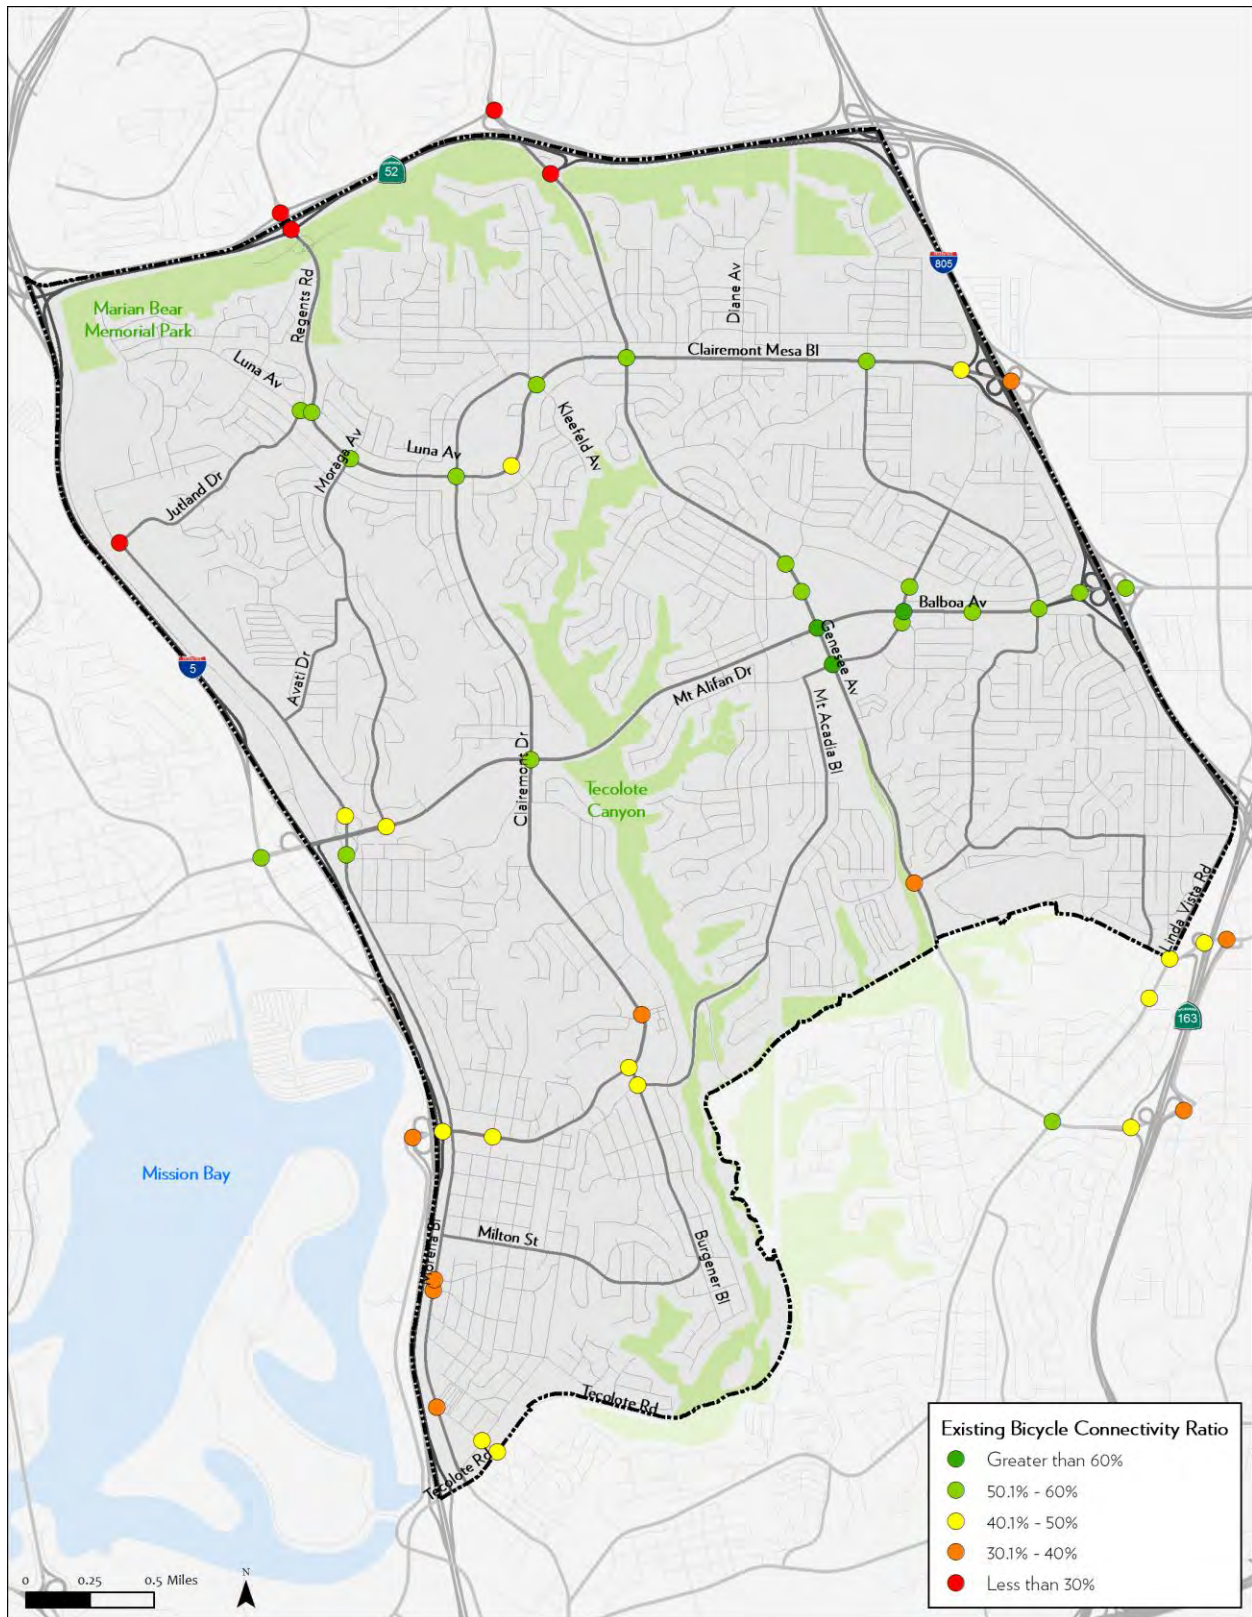 52
805
Marian Bear
Memorial Park
Regents Rd
Diane Av
Clairemont Mesa Bl
Luna Av
Kleefeld Av
Moraga Av
Luna Av
Jutland Dr
Balboa Av
Genesee Av
5
Avati Dr
Mt Alifan Dr
Mt Acadia Bl
Clairemont Dr
Tecolote
Canyon
Linda Vista Rd
163
Mission Bay
Morena Bl
Milton St
Burgener Bl
Tecolote Rd
Tecolote Rd
Existing Bicycle Connectivity Ratio
Greater than 60%
50.1% - 60%
40.1% - 50%
30.1% - 40%
Less than 30%
N
0 0.25 0.5 Miles